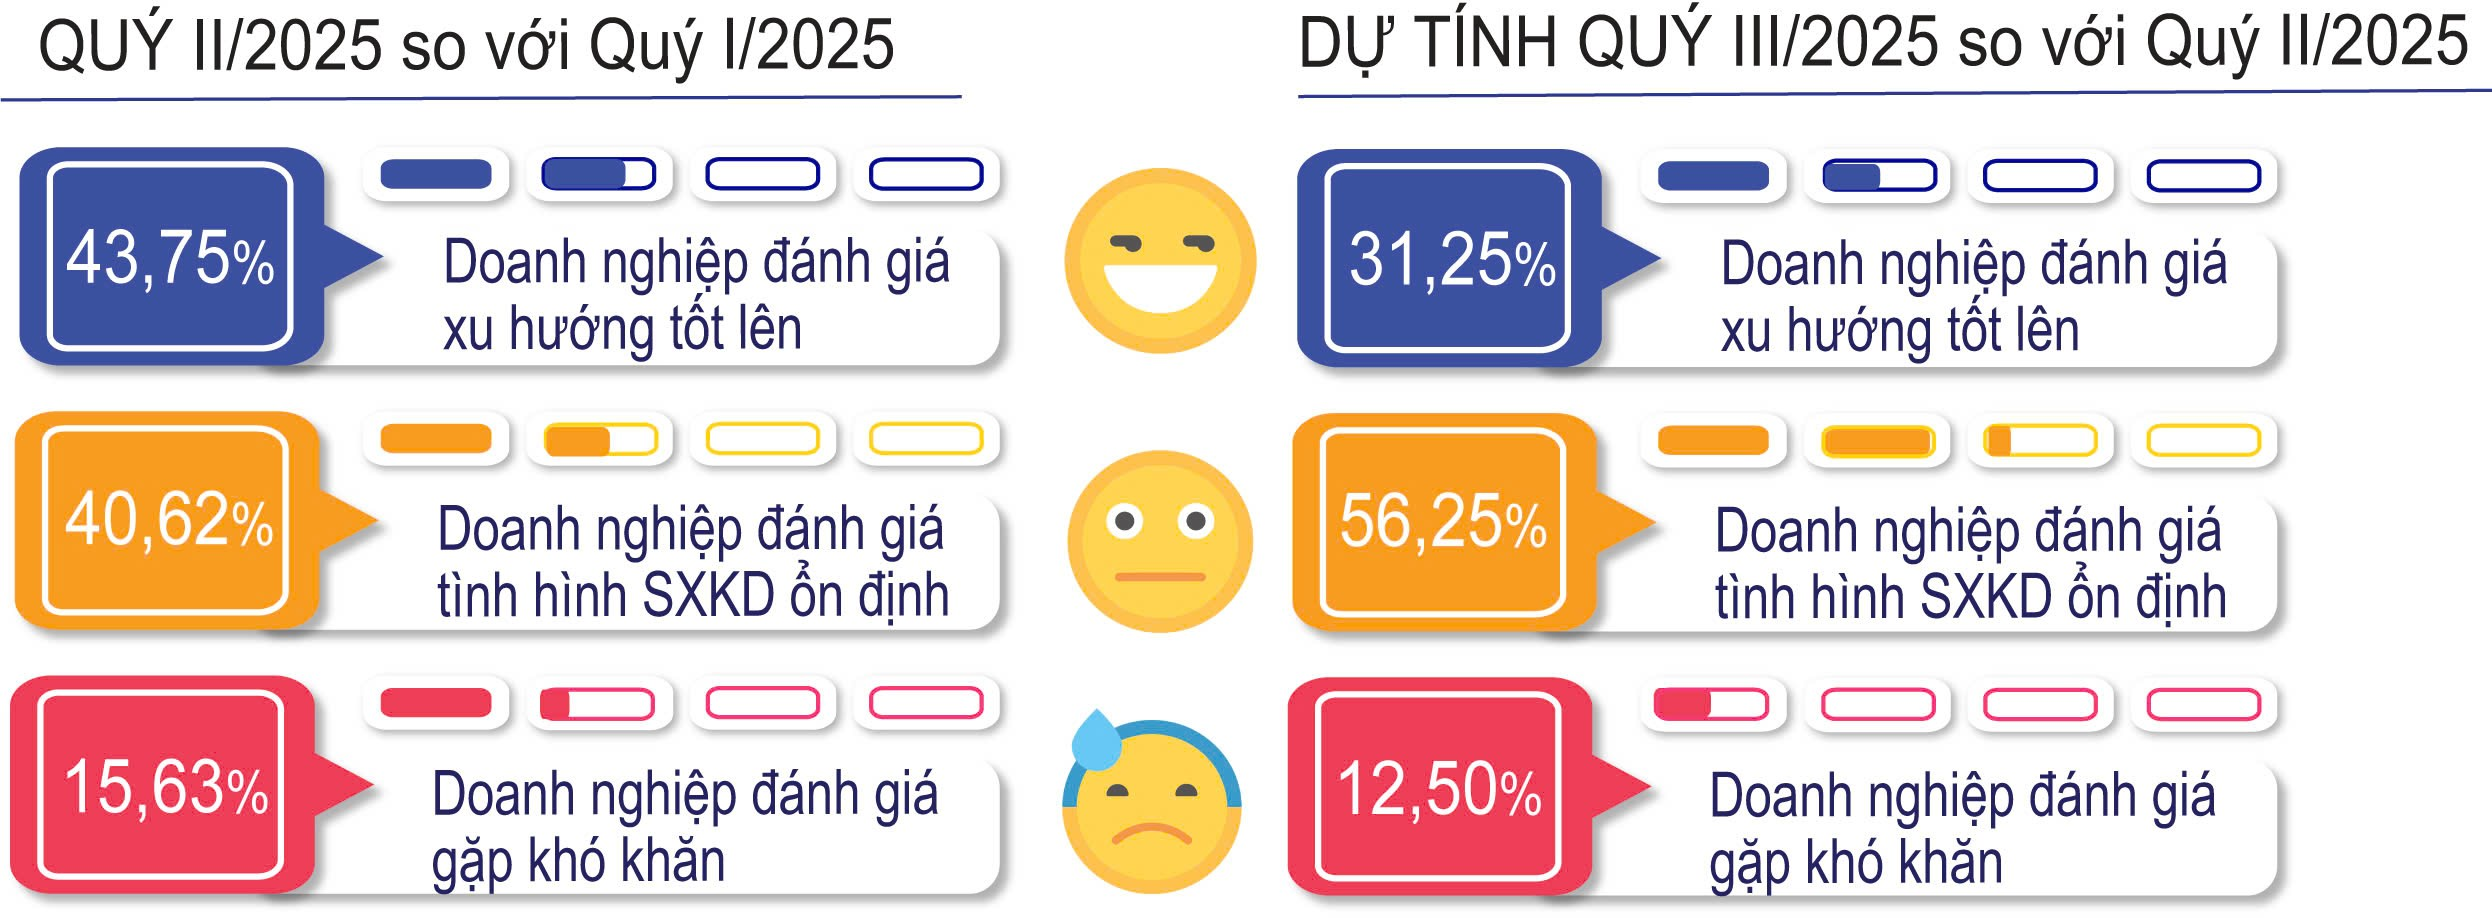 QUÝ II/2025 so với Quý I/2025
43,75%
Doanh nghiệp đánh giá
xu hướng tốt lên
40,62%
Doanh nghiệp đánh giá
tình hình SXKD ổn định
15,63%
Doanh nghiệp đánh giá
gặp khó khăn
DỰ TÍNH QUÝ III/2025 so với Quý II/2025
31,25%
Doanh nghiệp đánh giá
xu hướng tốt lên
56,25%
Doanh nghiệp đánh giá
tình hình SXKD ổn định
12,50%
Doanh nghiệp đánh giá
gặp khó khăn